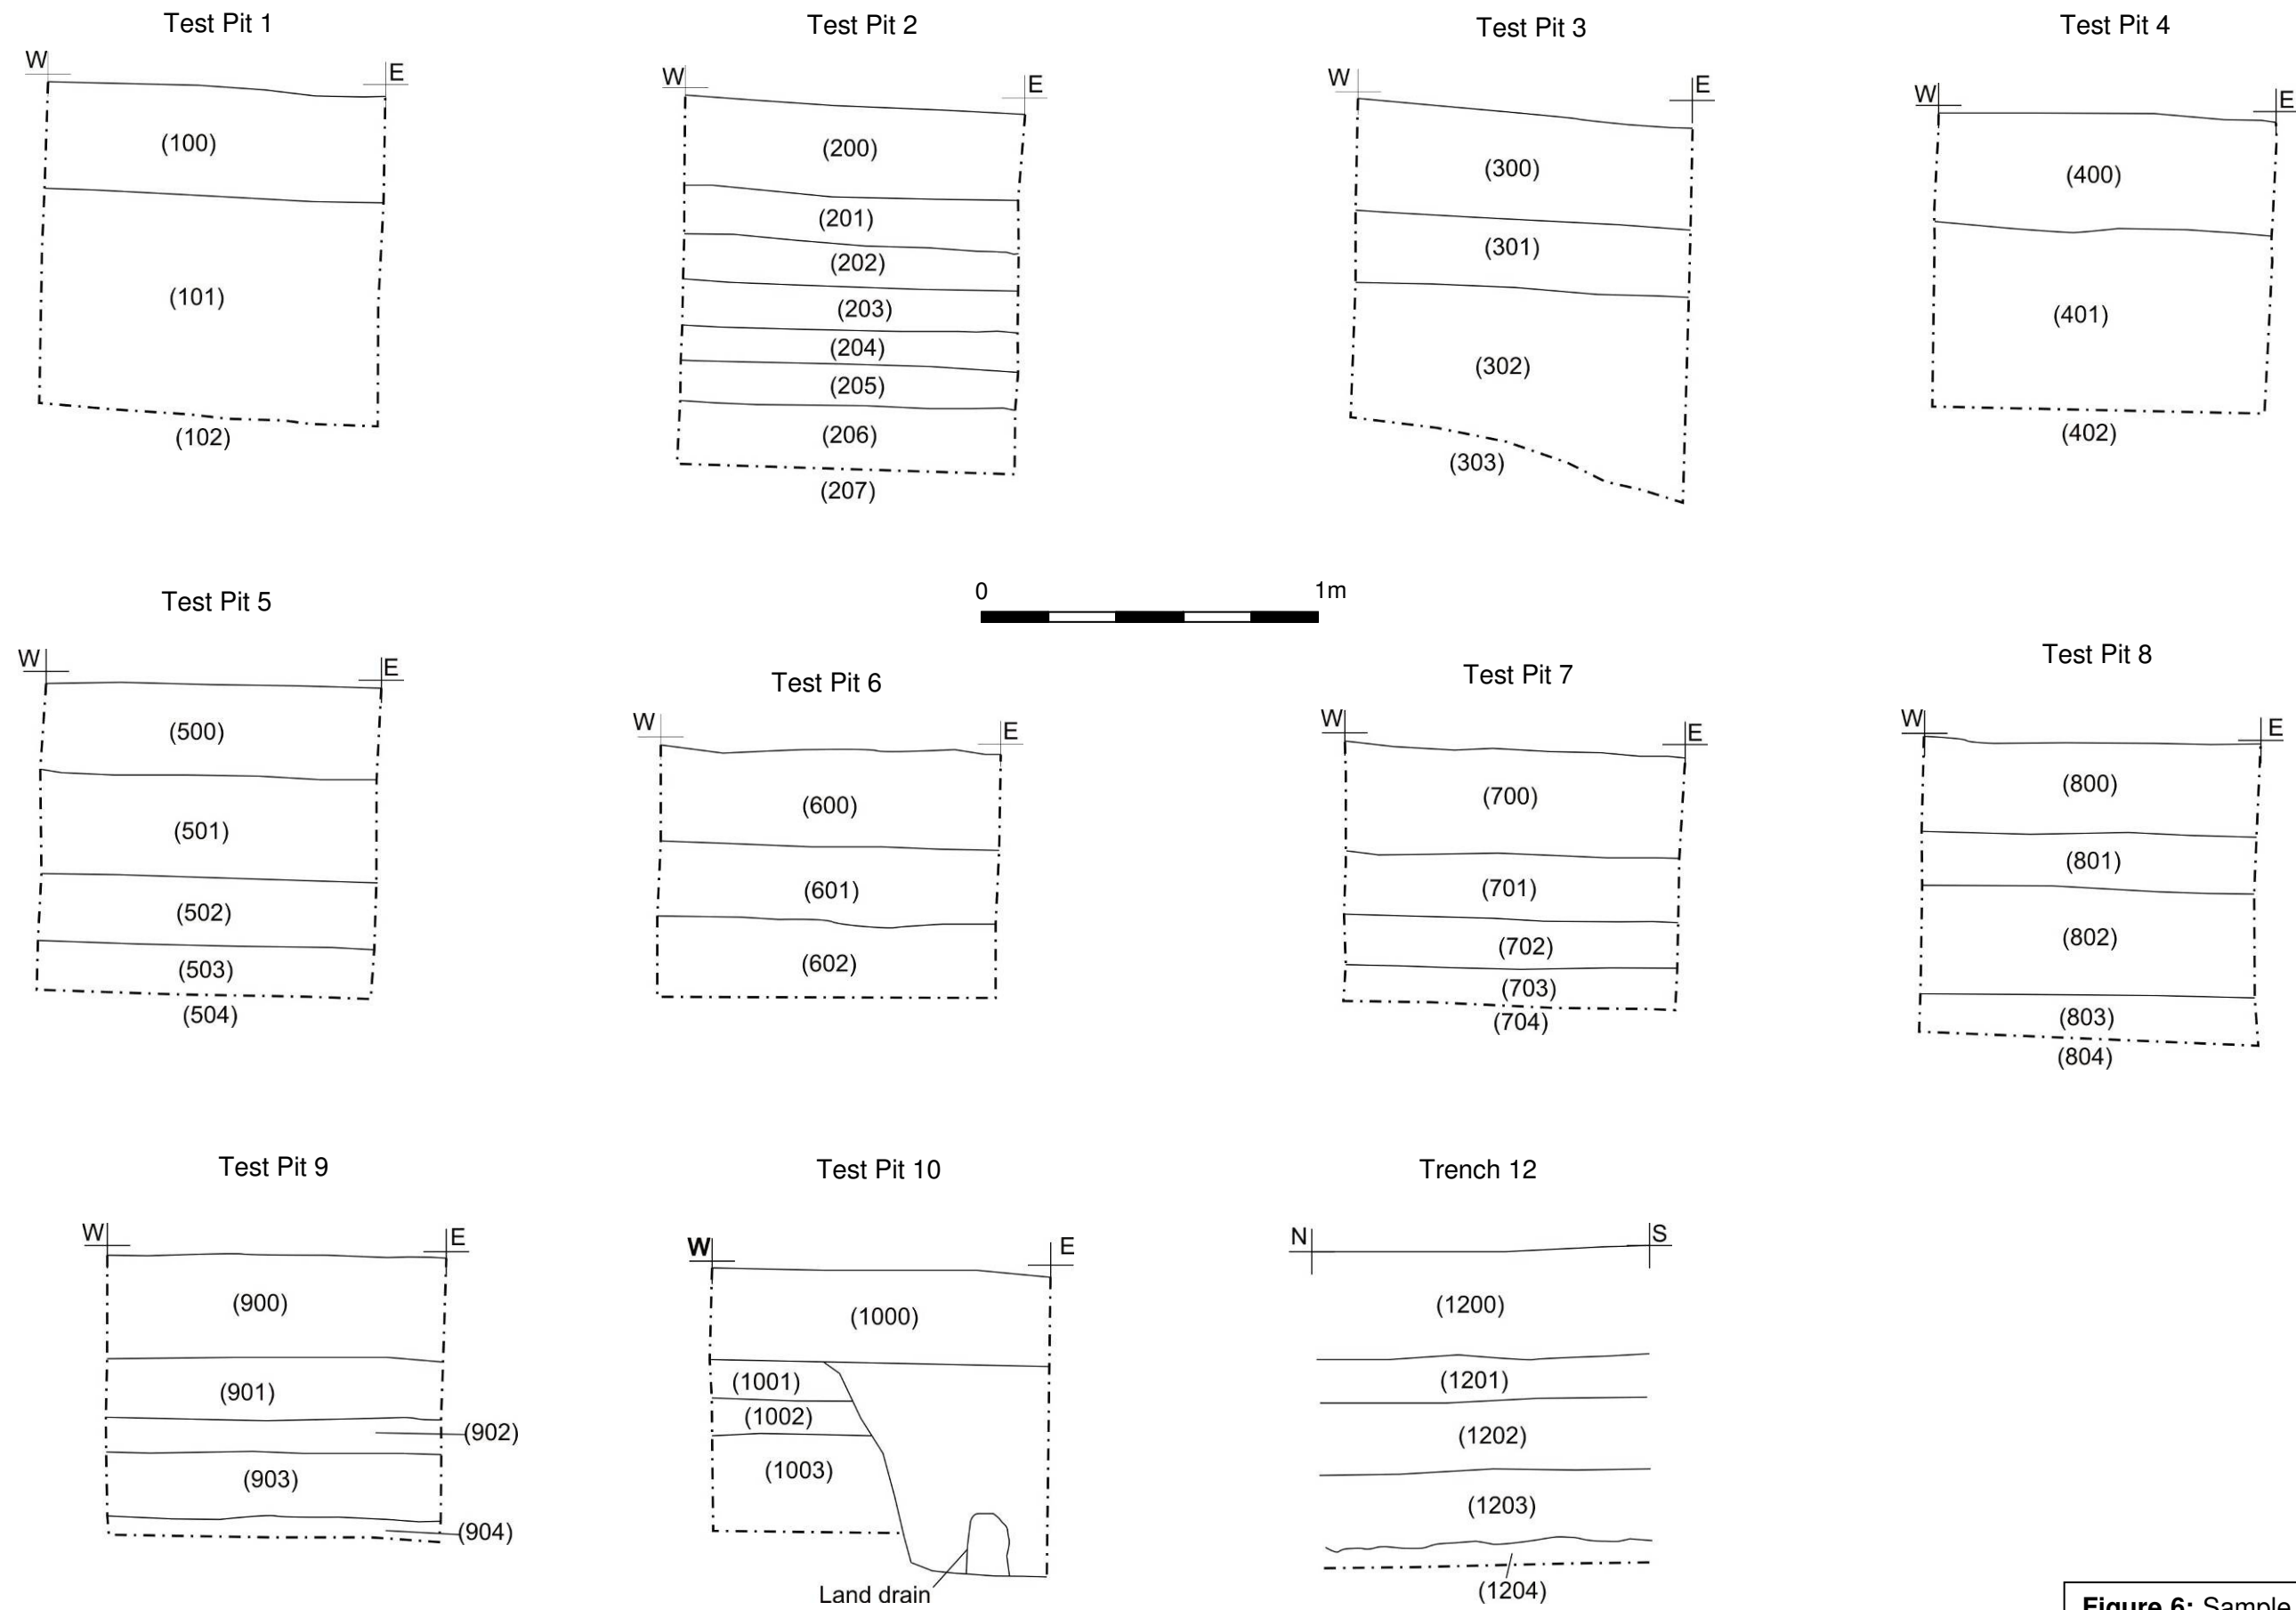 Test Pit 1
W
E
(100)
(101)
(102)
Test Pit 2
W
E
(200)
(201)
(202)
(203)
(204)
(205)
(206)
(207)
Test Pit 3
W
E
(300)
(301)
(302)
(303)
Test Pit 4
W
E
(400)
(401)
(402)
0
1m
Test Pit 5
W
E
(500)
(501)
(502)
(503)
(504)
Test Pit 6
W
E
(600)
(601)
(602)
Test Pit 7
W
E
(700)
(701)
(702)
(703)
(704)
Test Pit 8
W
E
(800)
(801)
(802)
(803)
(804)
Test Pit 9
W
E
(900)
(901)
(902)
(903)
(904)
Test Pit 10
W
E
(1000)
(1001)
(1002)
(1003)
Land drain
Trench 12
N
S
(1200)
(1201)
(1202)
(1203)
(1204)
Figure 6: Sample